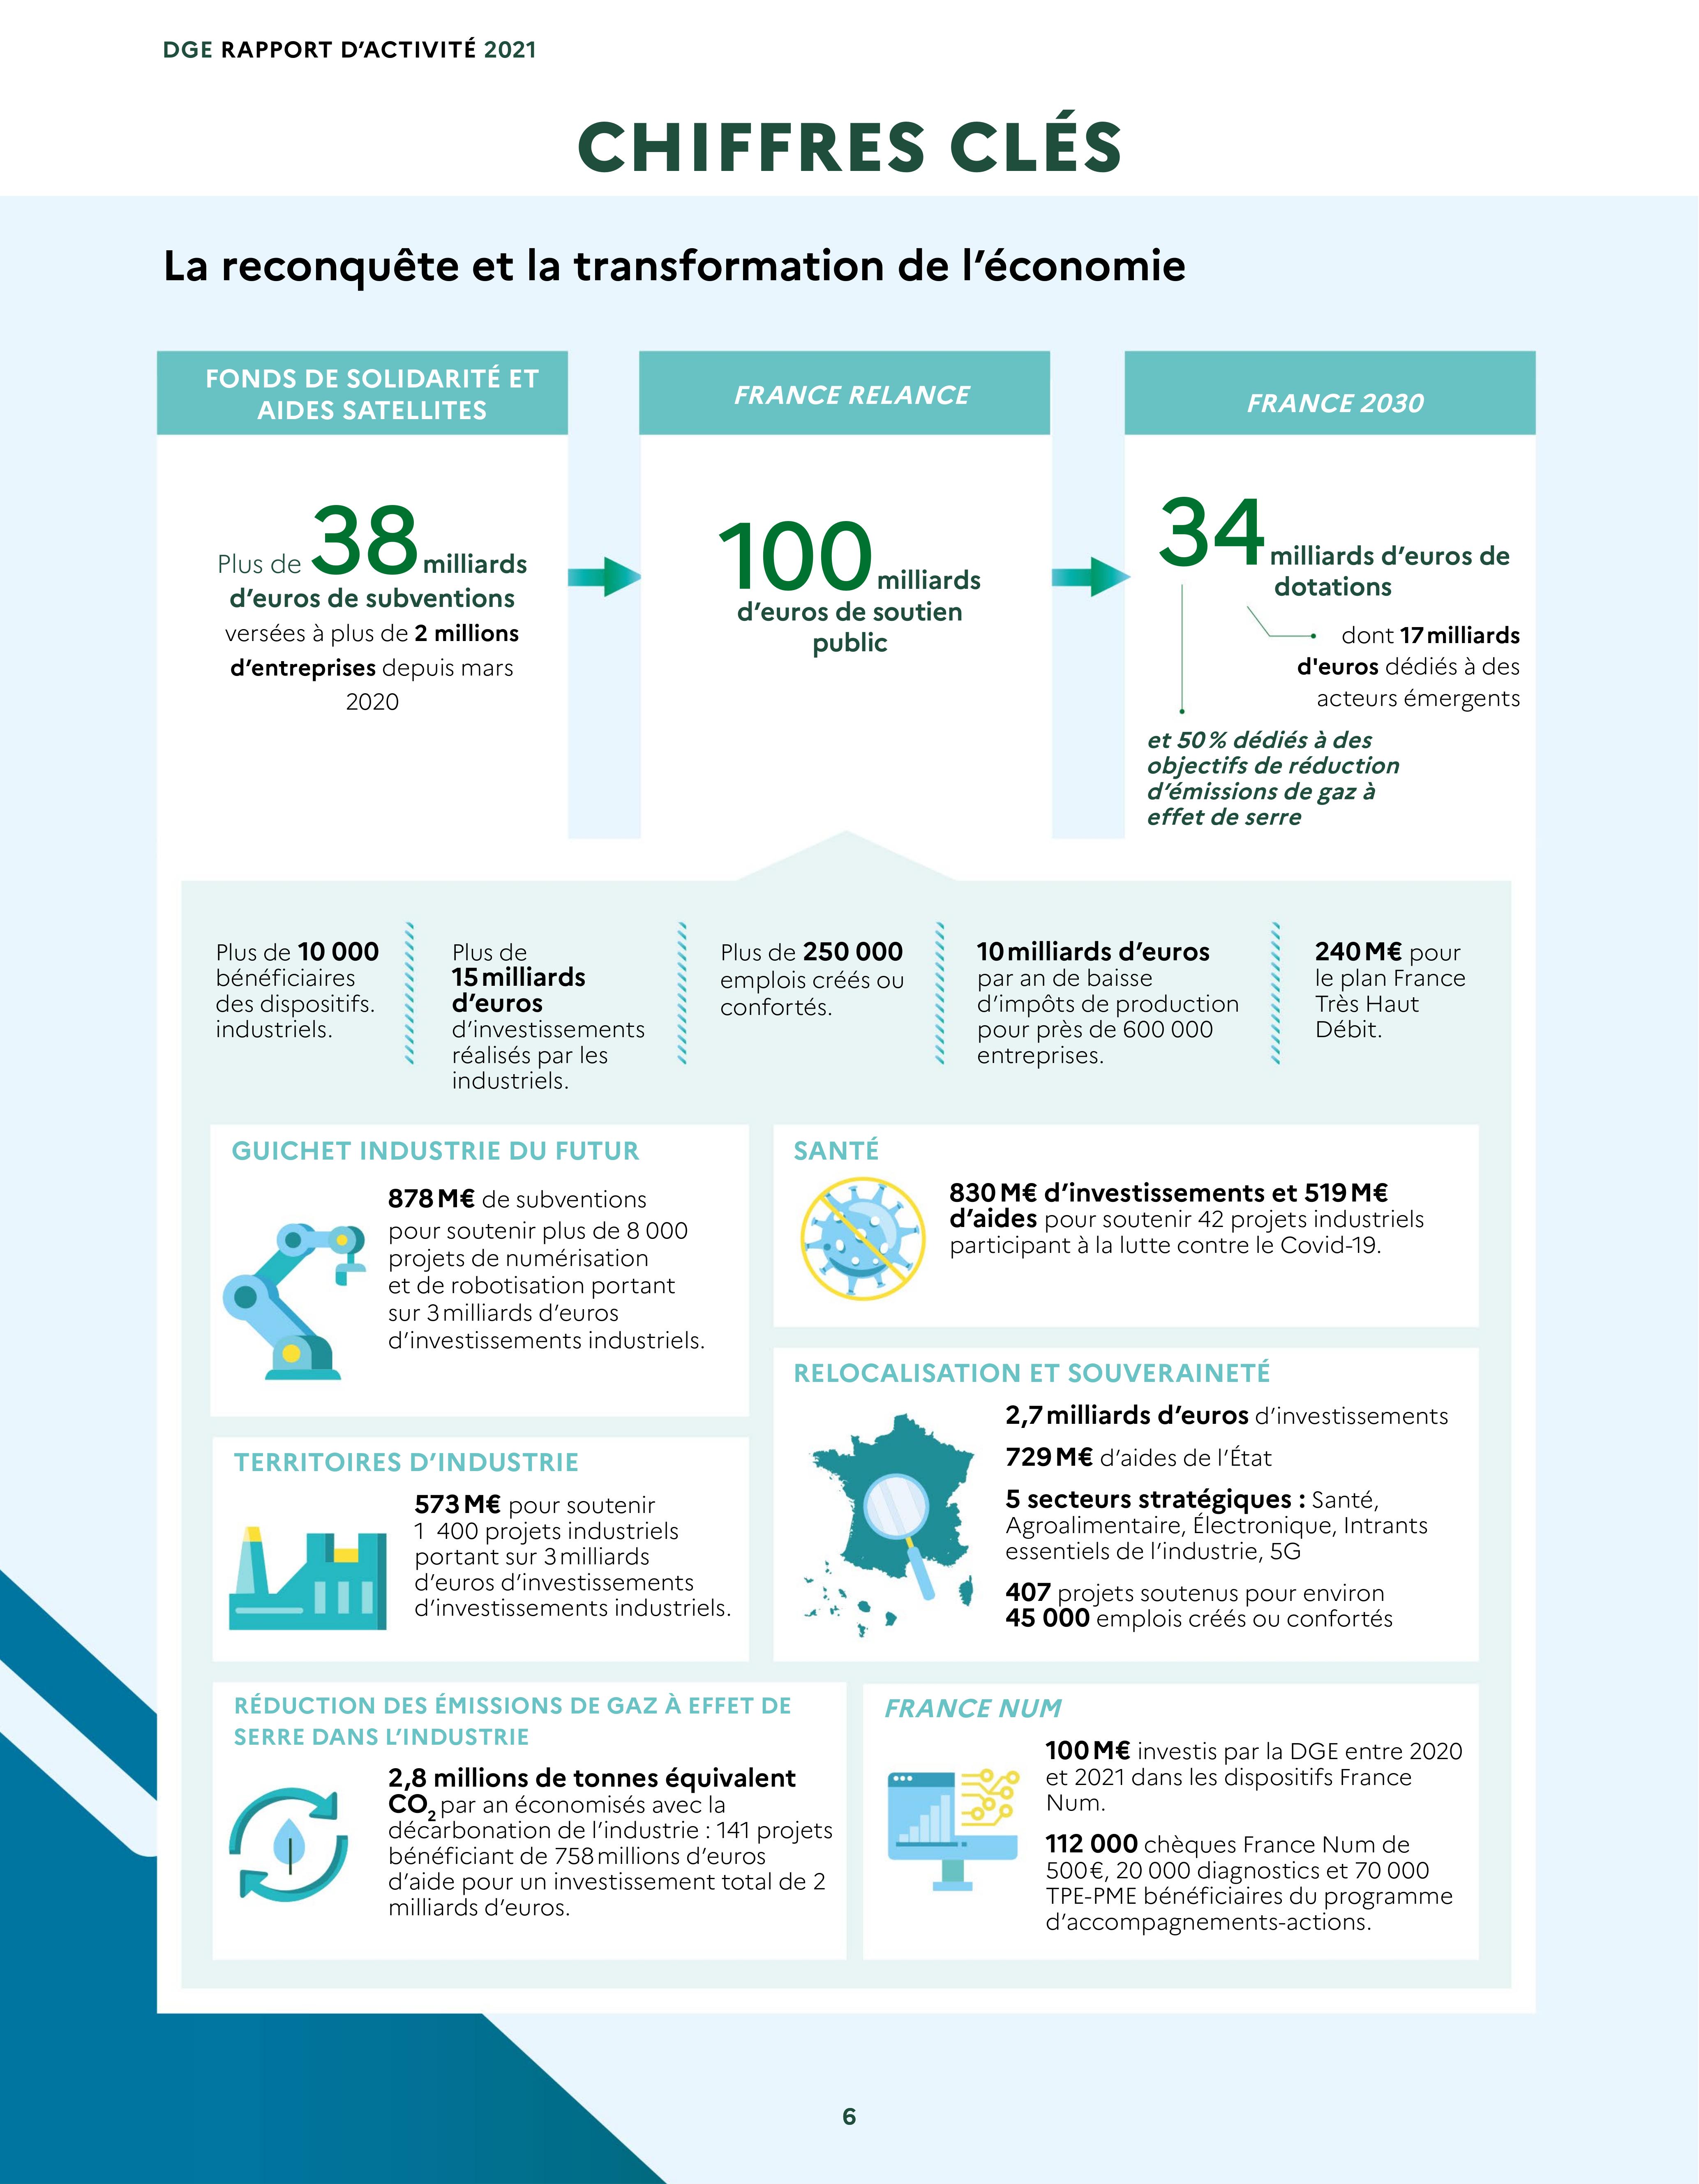 DGE RAPPORT D'ACTIVITÉ 2021
CHIFFRES CLÉS
La reconquête et la transformation de l'économie
FONDS DE SOLIDARITÉ ET
AIDES SATELLITES
Plus de 38 milliards
d'euros de subventions
versées à plus de 2 millions
d'entreprises depuis mars
2020
FRANCE RELANCE
100 milliards
d'euros de soutien
public
FRANCE 2030
34 milliards d'euros de
dotations
dont 17 milliards
d'euros dédiés à des
acteurs émergents
et 50 % dédiés à des
objectifs de réduction
d'émissions de gaz à
effet de serre
Plus de 10 000
bénéficiaires
des dispositifs.
industriels.
Plus de
15 milliards
d'euros
d'investissements
réalisés par les
industriels.
Plus de 250 000
emplois créés ou
confortés.
10 milliards d'euros
par an de baisse
d'impôts de production
pour près de 600 000
entreprises.
240 M€ pour
le plan France
Très Haut
Débit.
GUICHET INDUSTRIE DU FUTUR
878 M€ de subventions
pour soutenir plus de 8 000
projets de numérisation
et de robotisation portant
sur 3 milliards d'euros
d'investissements industriels.
SANTÉ
830 M€ d'investissements et 519 M€
d'aides pour soutenir 42 projets industriels
participant à la lutte contre le Covid-19.
TERRITOIRES D'INDUSTRIE
573 M€ pour soutenir
1 400 projets industriels
portant sur 3 milliards
d'euros d'investissements
d'investissements industriels.
RELOCALISATION ET SOUVERAINETÉ
2,7 milliards d'euros d'investissements
729 M€ d'aides de l'État
5 secteurs stratégiques : Santé,
Agroalimentaire, Électronique, Intrants
essentiels de l'industrie, 5G
407 projets soutenus pour environ
45 000 emplois créés ou confortés
RÉDUCTION DES ÉMISSIONS DE GAZ À EFFET DE
SERRE DANS L'INDUSTRIE
2,8 millions de tonnes équivalent
CO₂ par an économisés avec la
décarbonation de l'industrie : 141 projets
bénéficiant de 758 millions d'euros
d'aide pour un investissement total de 2
milliards d'euros.
FRANCE NUM
100 M€ investis par la DGE entre 2020
et 2021 dans les dispositifs France
Num.
112 000 chèques France Num de
500 €, 20 000 diagnostics et 70 000
TPE-PME bénéficiaires du programme
d'accompagnements-actions.
6